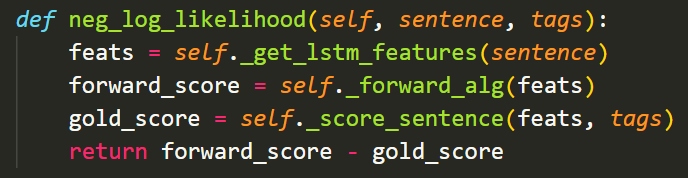 def neg_log_likelihood(self, sentence, tags):
    feats = self._get_lstm_features(sentence)
    forward_score = self._forward_alg(feats)
    gold_score = self._score_sentence(feats, tags)
    return forward_score - gold_score